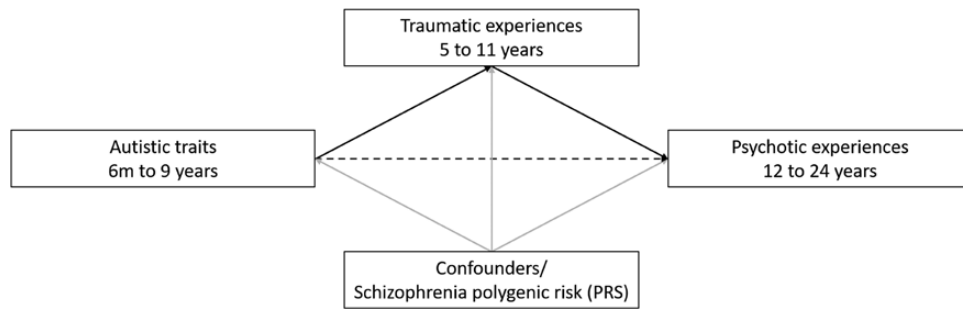 Traumatic experiences
5 to 11 years
Autistic traits
6m to 9 years
Psychotic experiences
12 to 24 years
Confounders/
Schizophrenia polygenic risk (PRS)